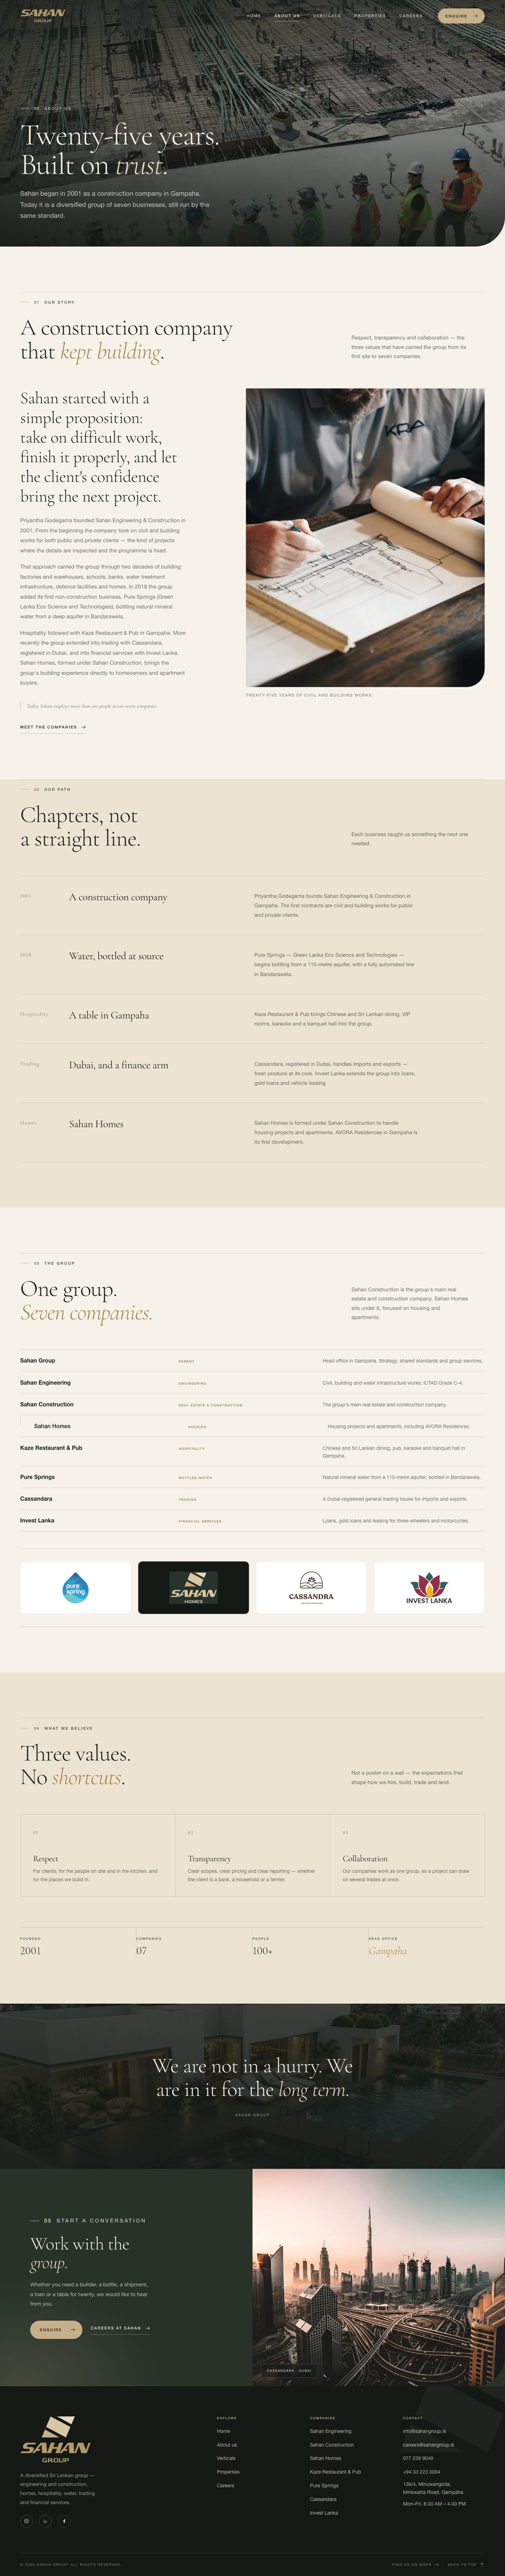 SAHAN
GROUP
HOME
ABOUT US
VERTICALS
PROPERTIES
CAREERS
ENQUIRE →
02 ABOUT US
Twenty-five years.
Built on trust.
Sahan began in 2001 as a construction company in Gampaha.
Today it is a diversified group of seven businesses, still run by the
same standard.
01 OUR STORY
A construction company
that kept building.
Respect, transparency and collaboration — the
three values that have carried the group from its
first site to seven companies.
Sahan started with a
simple proposition:
take on difficult work,
finish it properly, and let
the client's confidence
bring the next project.
Priyantha Godegama founded Sahan Engineering & Construction in
2001. From the beginning the company took on civil and building
works for both public and private clients — the kind of projects
where the details are inspected and the programme is fixed.
That approach carried the group through two decades of building:
factories and warehouses, schools, banks, water treatment
infrastructure, defence facilities and homes. In 2018 the group
added its first non-construction business, Pure Springs (Green
Lanka Eco Science and Technologies), bottling natural mineral
water from a deep aquifer in Bandarawela.
Hospitality followed with Kaze Restaurant & Pub in Gampaha. More
recently the group extended into trading with Cassandra,
registered in Dubai, and into financial services with Invest Lanka.
Sahan Homes, formed under Sahan Construction, brings the
group's building experience directly to homeowners and apartment
buyers.
Today Sahan employs more than 100 people across seven companies.
MEET THE COMPANIES →
KRA
TWENTY-FIVE YEARS OF CIVIL AND BUILDING WORKS
02 OUR PATH
Chapters, not
a straight line.
Each business taught us something the next one
needed.
2001
A construction company
Priyantha Godegama founds Sahan Engineering & Construction in
Gampaha. The first contracts are civil and building works for public
and private clients.
2018
Water, bottled at source
Pure Springs — Green Lanka Eco Science and Technologies —
begins bottling from a 115-metre aquifer, with a fully automated line
in Bandarawela.
Hospitality
A table in Gampaha
Kaze Restaurant & Pub brings Chinese and Sri Lankan dining, VIP
rooms, karaoke and a banquet hall into the group.
Trading
Dubai, and a finance arm
Cassandra, registered in Dubai, handles imports and exports —
fresh produce at its core. Invest Lanka extends the group into loans,
gold loans and vehicle leasing.
Homes
Sahan Homes
Sahan Homes is formed under Sahan Construction to handle
housing projects and apartments. AVORA Residences in Gampaha is
its first development.
03 THE GROUP
One group.
Seven companies.
Sahan Construction is the group's main real
estate and construction company. Sahan Homes
sits under it, focused on housing and
apartments.
Sahan Group
PARENT
Head office in Gampaha. Strategy, shared standards and group services.
Sahan Engineering
ENGINEERING
Civil, building and water infrastructure works; ICTAD Grade C-4.
Sahan Construction
REAL ESTATE & CONSTRUCTION
The group's main real estate and construction company.
Sahan Homes
HOUSING
Housing projects and apartments, including AVORA Residences.
Kaze Restaurant & Pub
HOSPITALITY
Chinese and Sri Lankan dining, pub, karaoke and banquet hall in
Gampaha.
Pure Springs
BOTTLED WATER
Natural mineral water from a 115-metre aquifer; bottled in Bandarawela.
Cassandra
TRADING
A Dubai-registered general trading house for imports and exports.
Invest Lanka
FINANCIAL SERVICES
Loans, gold loans and leasing for three-wheelers and motorcycles.
pure
spring
SAHAN
HOMES
CASSANDRA
INVEST LANKA
04 WHAT WE BELIEVE
Three values.
No shortcuts.
Not a poster on a wall — the expectations that
shape how we hire, build, trade and lend.
01
Respect
For clients, for the people on site and in the kitchen, and
for the places we build in.
02
Transparency
Clear scopes, clear pricing and clear reporting — whether
the client is a bank, a household or a farmer.
03
Collaboration
Our companies work as one group, so a project can draw
on several trades at once.
FOUNDED
2001
COMPANIES
07
PEOPLE
100+
HEAD OFFICE
Gampaha
We are not in a hurry. We
are in it for the long term.
SAHAN GROUP
05 START A CONVERSATION
Work with the
group.
Whether you need a builder, a bottle, a shipment,
a loan or a table for twenty, we would like to hear
from you.
ENQUIRE →
CAREERS AT SAHAN →
CASSANDARA · DUBAI
SAHAN
GROUP
A diversified Sri Lankan group —
engineering and construction,
homes, hospitality, water, trading
and financial services.
EXPLORE
Home
About us
Verticals
Properties
Careers
COMPANIES
Sahan Engineering
Sahan Construction
Sahan Homes
Kaze Restaurant & Pub
Pure Springs
Cassandra
Invest Lanka
CONTACT
info@sahangroup.lk
careers@sahangroup.lk
077 239 9049
+94 33 223 3004
136/4, Minuwangoda,
Miriswatta Road, Gampaha
Mon–Fri, 8.00 AM – 4.00 PM
© 2026 SAHAN GROUP. ALL RIGHTS RESERVED.
FIND US ON MAPS →
BACK TO TOP ↑